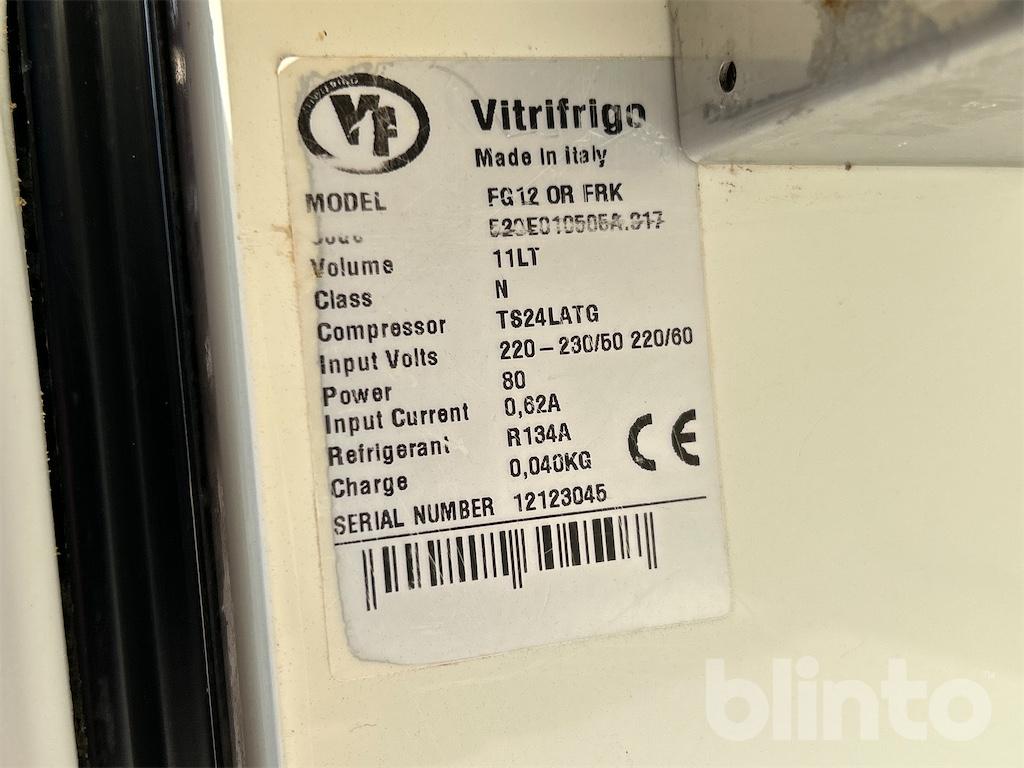 VF
Vitrifrigo
Made In Italy
MODEL FG12 OR FRK
Code
Volume 11LT
Class N
Compressor TS24LATG
Input Volts 220 – 230/50 220/60
Power 80
Input Current 0,62A
Refrigerant R134A
Charge 0,040KG
CE
SERIAL NUMBER 12123045
blinto